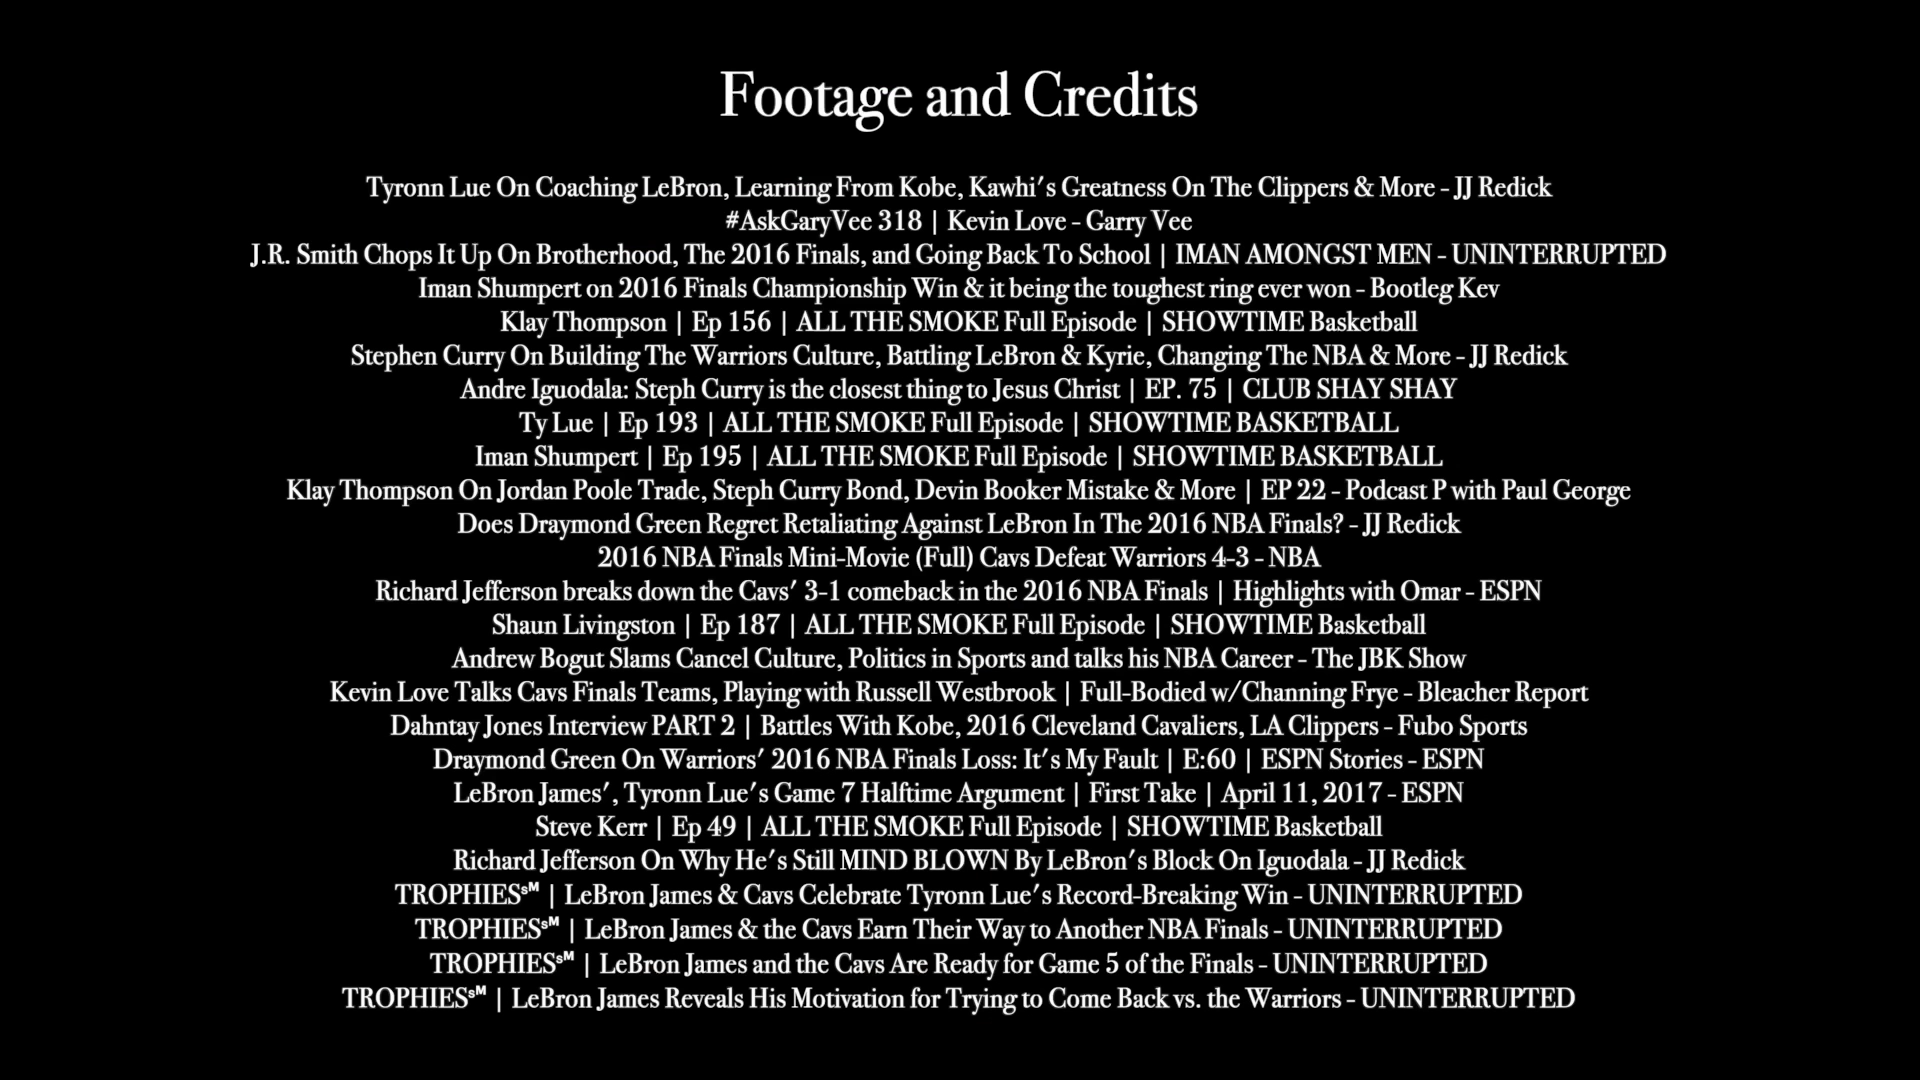 Footage and Credits
Tyronn Lue On Coaching LeBron, Learning From Kobe, Kawhi's Greatness On The Clippers & More - JJ Redick
#AskGaryVee 318 | Kevin Love - Garry Vee
J.R. Smith Chops It Up On Brotherhood, The 2016 Finals, and Going Back To School | IMAN AMONGST MEN - UNINTERRUPTED
Iman Shumpert on 2016 Finals Championship Win & it being the toughest ring ever won - Bootleg Kev
Klay Thompson | Ep 156 | ALL THE SMOKE Full Episode | SHOWTIME Basketball
Stephen Curry On Building The Warriors Culture, Battling LeBron & Kyrie, Changing The NBA & More - JJ Redick
Andre Iguodala: Steph Curry is the closest thing to Jesus Christ | EP. 75 | CLUB SHAY SHAY
Ty Lue | Ep 193 | ALL THE SMOKE Full Episode | SHOWTIME BASKETBALL
Iman Shumpert | Ep 195 | ALL THE SMOKE Full Episode | SHOWTIME BASKETBALL
Klay Thompson On Jordan Poole Trade, Steph Curry Bond, Devin Booker Mistake & More | EP 22 - Podcast P with Paul George
Does Draymond Green Regret Retaliating Against LeBron In The 2016 NBA Finals? - JJ Redick
2016 NBA Finals Mini-Movie (Full) Cavs Defeat Warriors 4-3 - NBA
Richard Jefferson breaks down the Cavs' 3-1 comeback in the 2016 NBA Finals | Highlights with Omar - ESPN
Shaun Livingston | Ep 187 | ALL THE SMOKE Full Episode | SHOWTIME Basketball
Andrew Bogut Slams Cancel Culture, Politics in Sports and talks his NBA Career - The JBK Show
Kevin Love Talks Cavs Finals Teams, Playing with Russell Westbrook | Full-Bodied w/Channing Frye - Bleacher Report
Dahntay Jones Interview PART 2 | Battles With Kobe, 2016 Cleveland Cavaliers, LA Clippers - Fubo Sports
Draymond Green On Warriors' 2016 NBA Finals Loss: It's My Fault | E:60 | ESPN Stories - ESPN
LeBron James', Tyronn Lue's Game 7 Halftime Argument | First Take | April 11, 2017 - ESPN
Steve Kerr | Ep 49 | ALL THE SMOKE Full Episode | SHOWTIME Basketball
Richard Jefferson On Why He's Still MIND BLOWN By LeBron's Block On Iguodala - JJ Redick
TROPHIES℠ | LeBron James & Cavs Celebrate Tyronn Lue's Record-Breaking Win - UNINTERRUPTED
TROPHIES℠ | LeBron James & the Cavs Earn Their Way to Another NBA Finals - UNINTERRUPTED
TROPHIES℠ | LeBron James and the Cavs Are Ready for Game 5 of the Finals - UNINTERRUPTED
TROPHIES℠ | LeBron James Reveals His Motivation for Trying to Come Back vs. the Warriors - UNINTERRUPTED